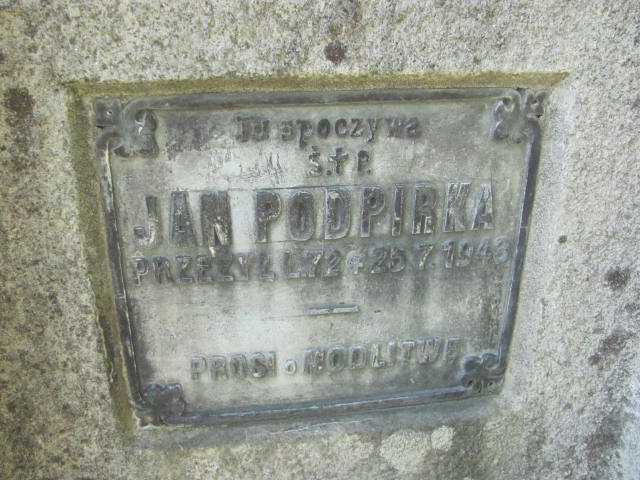 Tu spoczywa
Ś.†P.
JAN PODPIRKA
PRZEŻYŁ L.72 † 25.7.1943
PROSI o MODLITWĘ